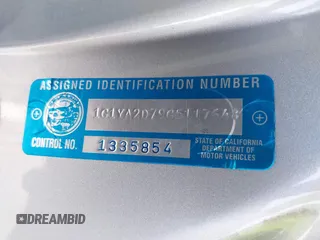 ASSIGNED IDENTIFICATION NUMBER
CONTROL NO. 1335854
STATE OF CALIFORNIA
DEPARTMENT OF
MOTOR VEHICLES
DREAMBID